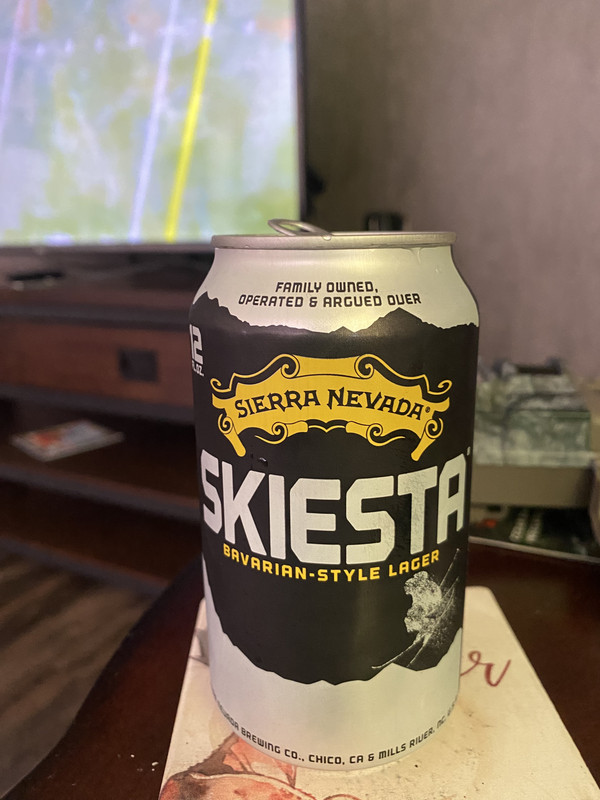 FAMILY OWNED,
OPERATED & ARGUED OVER
12
FL. OZ.
SIERRA NEVADA®
SKIESTA
BAVARIAN-STYLE LAGER
BREWING CO., CHICO, CA & MILLS RIVER, NC